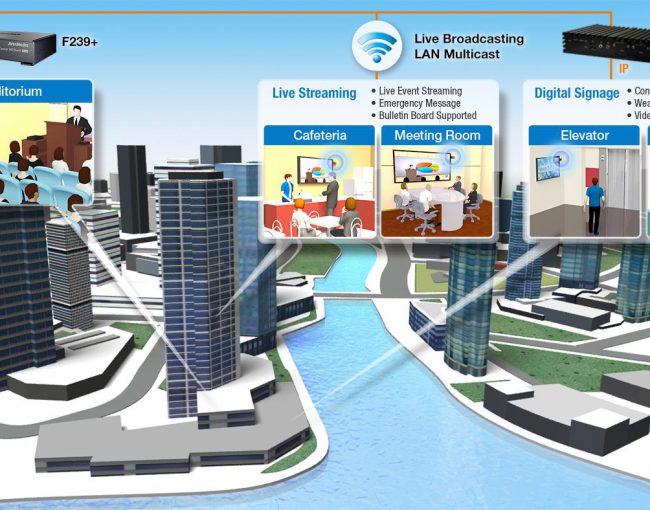 F239+
Live Broadcasting
LAN Multicast
IP
ditorium
Live Streaming
• Live Event Streaming
• Emergency Message
• Bulletin Board Supported
Cafeteria
Meeting Room
Digital Signage
• Con
• Wea
• Vide
Elevator